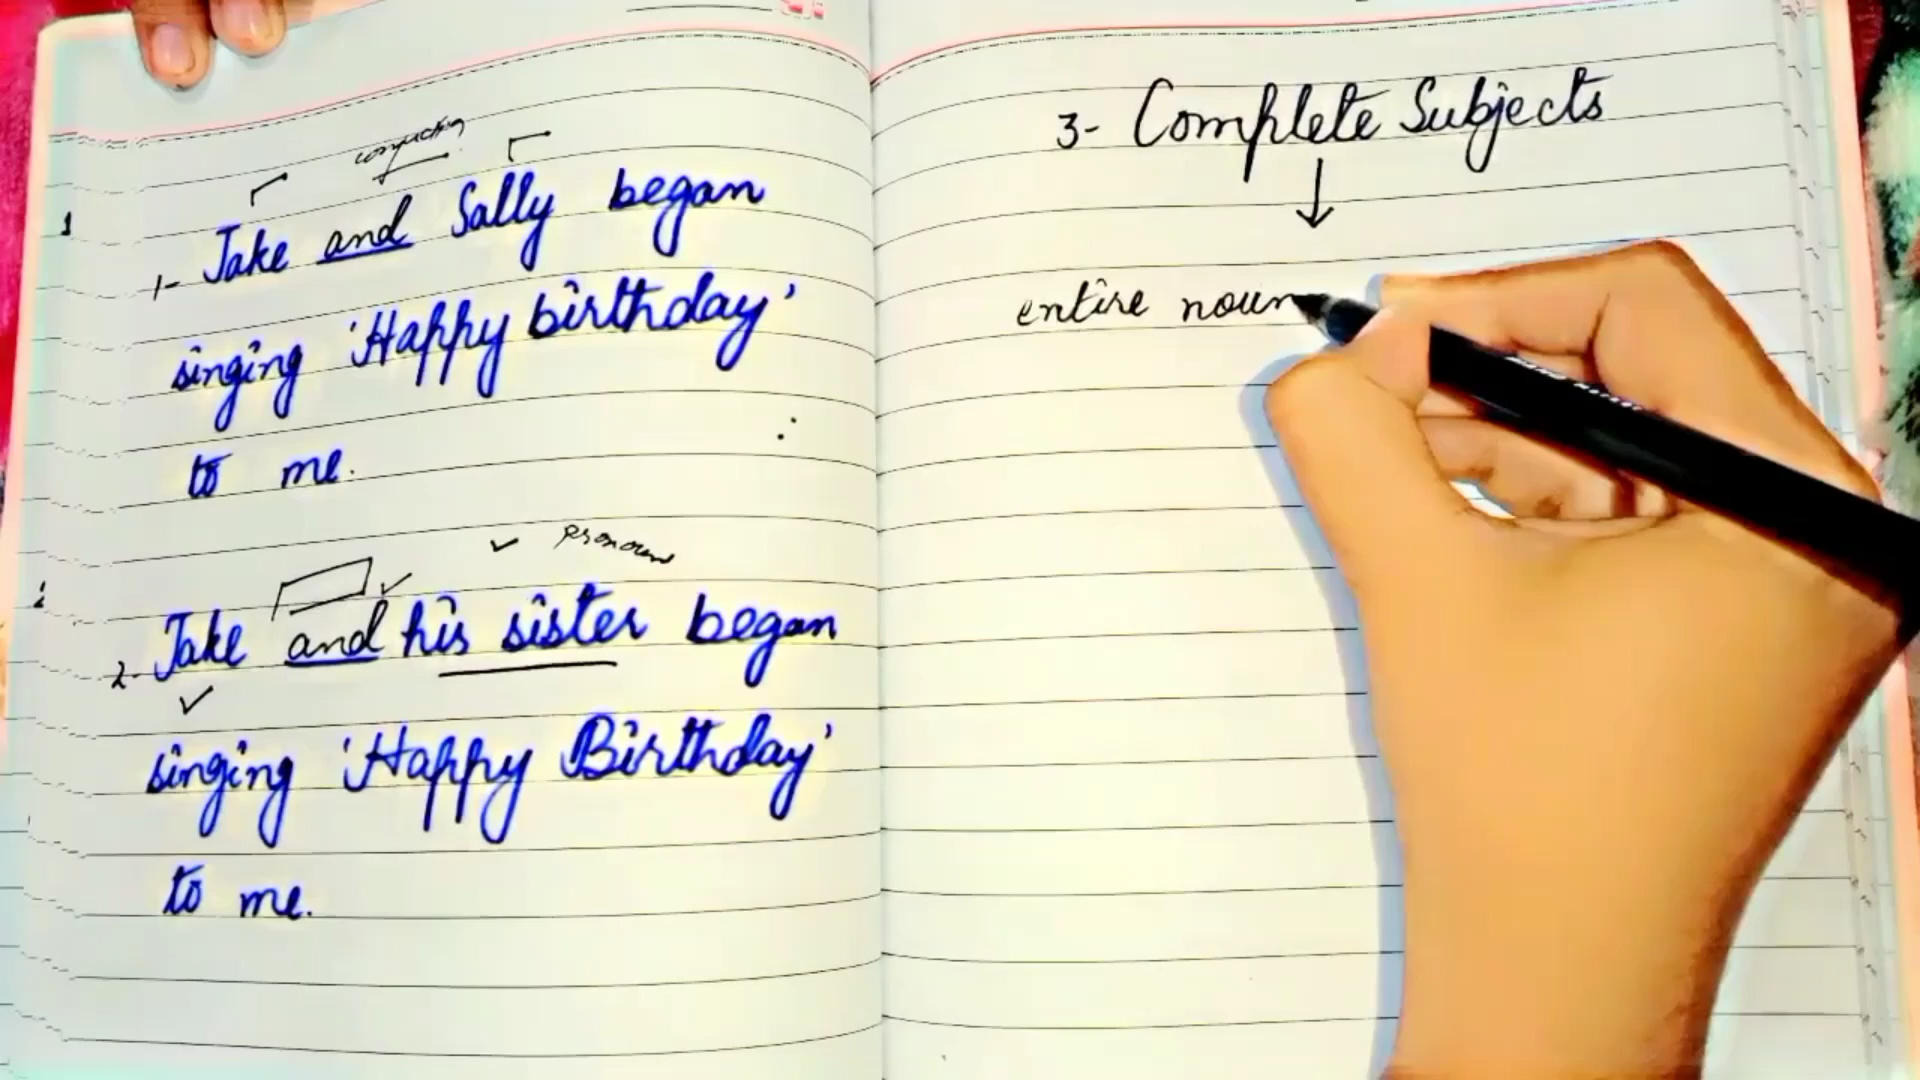 conjuction
1- Jake and Sally began
singing 'Happy birthday'
to me.
pronoun
2- Jake and his sister began
singing 'Happy Birthday'
to me.
3- Complete Subjects
entire noun